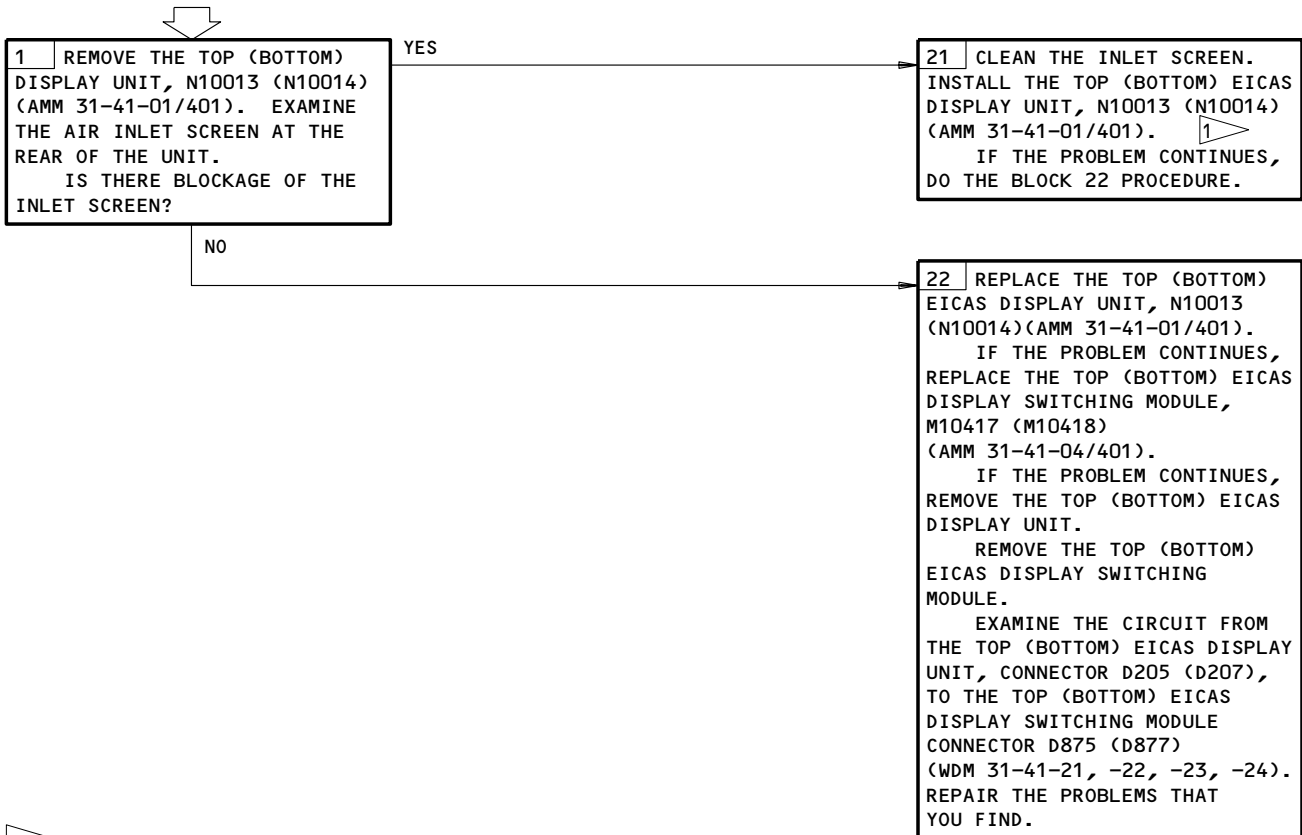 1 REMOVE THE TOP (BOTTOM)
DISPLAY UNIT, N10013 (N10014)
(AMM 31-41-01/401). EXAMINE
THE AIR INLET SCREEN AT THE
REAR OF THE UNIT.
IS THERE BLOCKAGE OF THE
INLET SCREEN?
YES
NO
21 CLEAN THE INLET SCREEN.
INSTALL THE TOP (BOTTOM) EICAS
DISPLAY UNIT, N10013 (N10014)
(AMM 31-41-01/401). 1
IF THE PROBLEM CONTINUES,
DO THE BLOCK 22 PROCEDURE.
22 REPLACE THE TOP (BOTTOM)
EICAS DISPLAY UNIT, N10013
(N10014)(AMM 31-41-01/401).
IF THE PROBLEM CONTINUES,
REPLACE THE TOP (BOTTOM) EICAS
DISPLAY SWITCHING MODULE,
M10417 (M10418)
(AMM 31-41-04/401).
IF THE PROBLEM CONTINUES,
REMOVE THE TOP (BOTTOM) EICAS
DISPLAY UNIT.
REMOVE THE TOP (BOTTOM)
EICAS DISPLAY SWITCHING
MODULE.
EXAMINE THE CIRCUIT FROM
THE TOP (BOTTOM) EICAS DISPLAY
UNIT, CONNECTOR D205 (D207),
TO THE TOP (BOTTOM) EICAS
DISPLAY SWITCHING MODULE
CONNECTOR D875 (D877)
(WDM 31-41-21, -22, -23, -24).
REPAIR THE PROBLEMS THAT
YOU FIND.